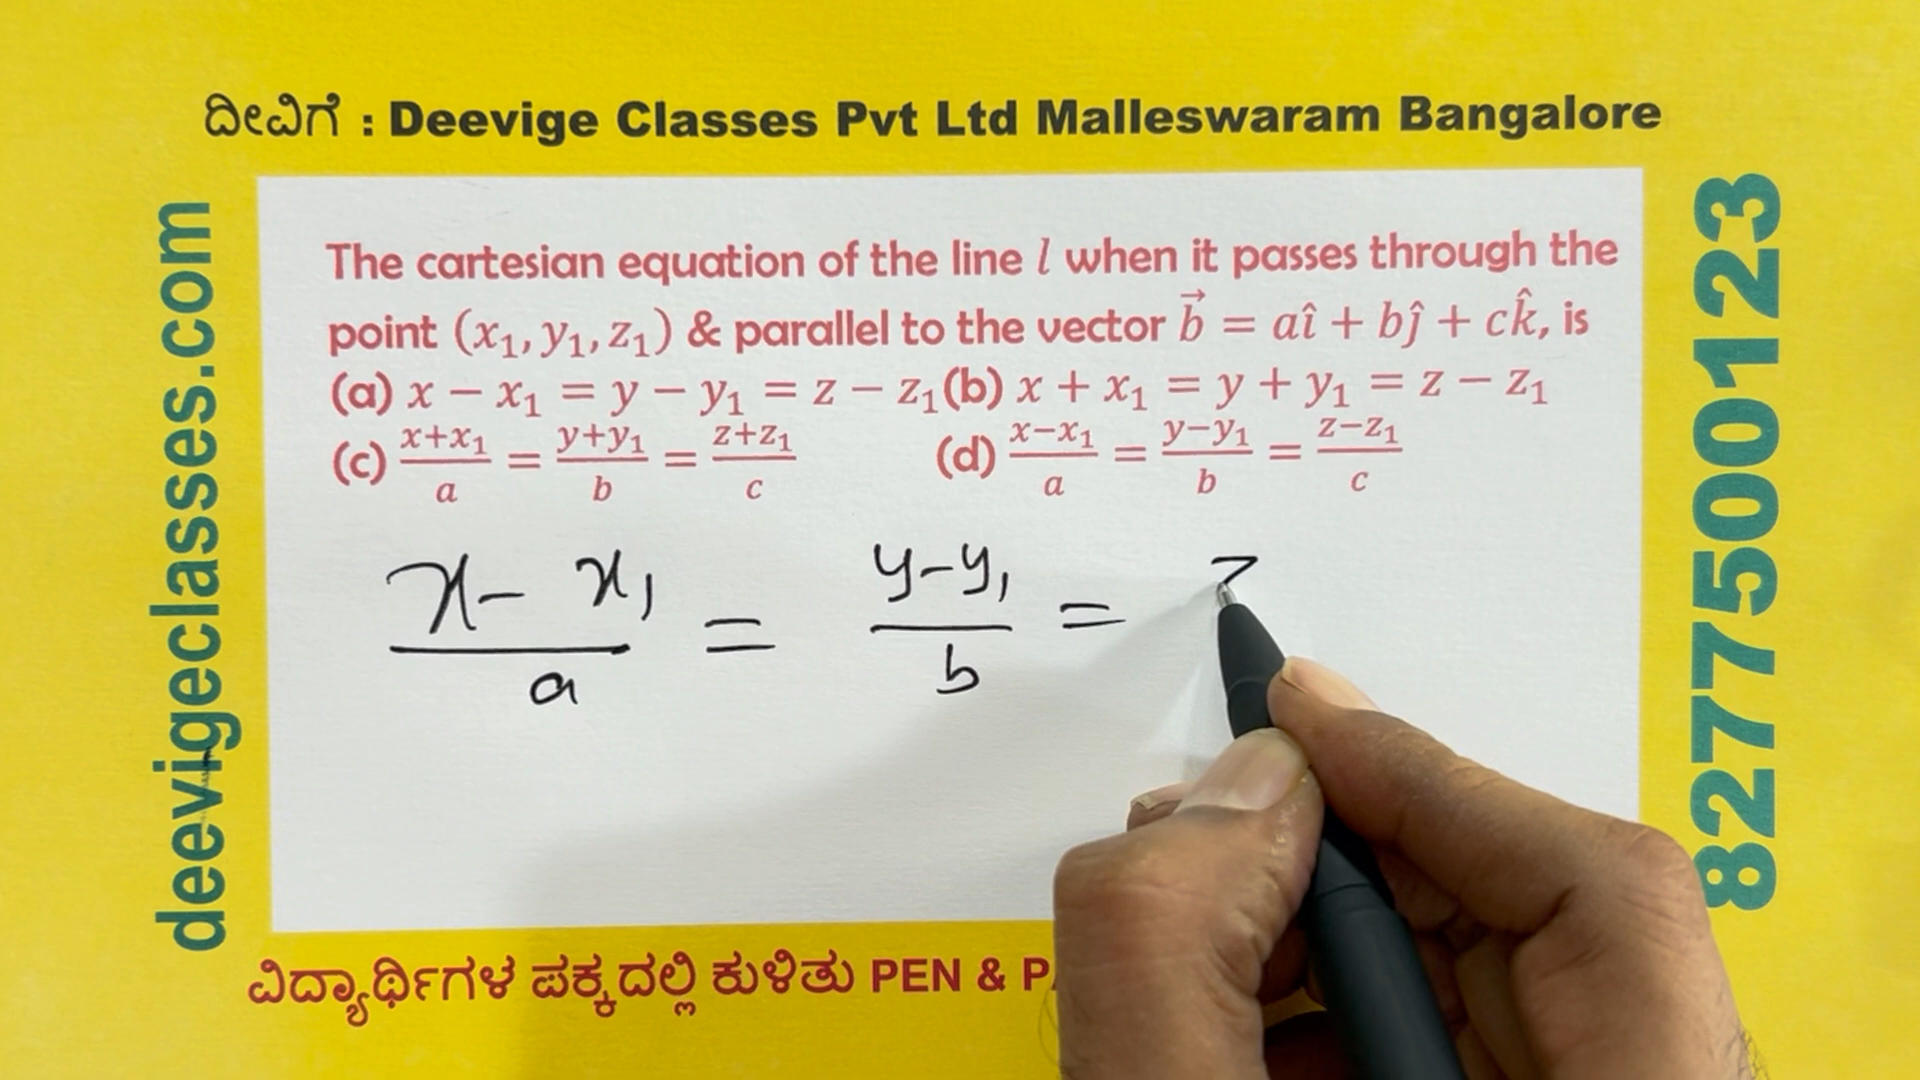 ದೀವಿಗೆ : Deevige Classes Pvt Ltd Malleswaram Bangalore
deevigeclasses.com
The cartesian equation of the line l when it passes through the
point (x₁, y₁, z₁) & parallel to the vector b⃗ = aî + bĵ + ck̂, is
(a) x − x₁ = y − y₁ = z − z₁ (b) x + x₁ = y + y₁ = z − z₁
(c) x+x₁/a = y+y₁/b = z+z₁/c (d) x−x₁/a = y−y₁/b = z−z₁/c
x − x₁/a = y−y₁/b = z
8277500123
ವಿದ್ಯಾರ್ಥಿಗಳ ಪಕ್ಕದಲ್ಲಿ ಕುಳಿತು PEN &